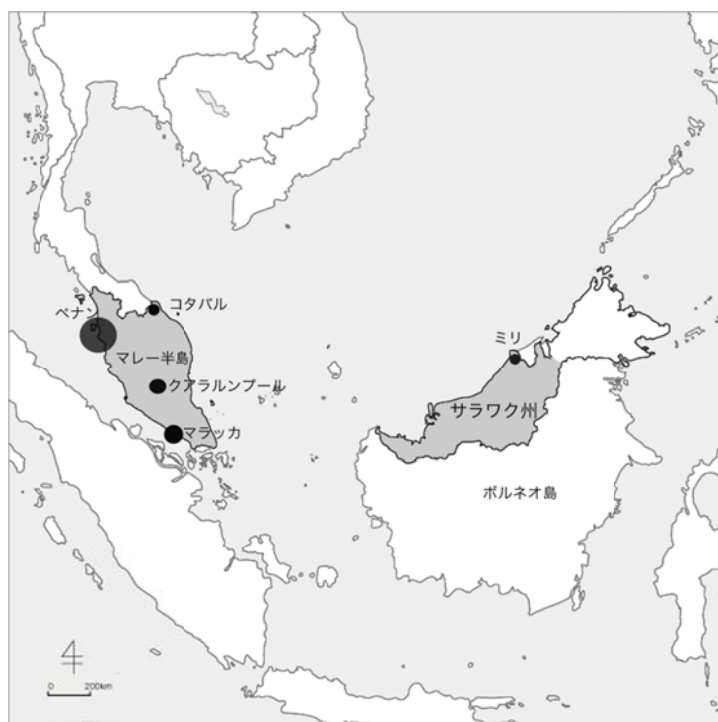 コタバル
ペナン
マレー半島
クアラルンプール
マラッカ
ミリ
サラワク州
ボルネオ島
0 200km